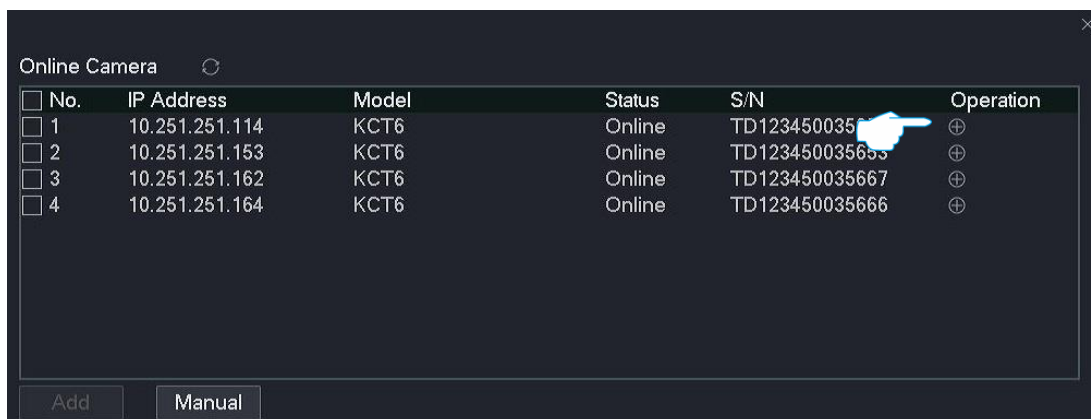 Online Camera
No. IP Address Model Status S/N Operation
1 10.251.251.114 KCT6 Online
2 10.251.251.153 KCT6 Online TD123450035653
3 10.251.251.162 KCT6 Online TD123450035667
4 10.251.251.164 KCT6 Online TD123450035666
Add Manual